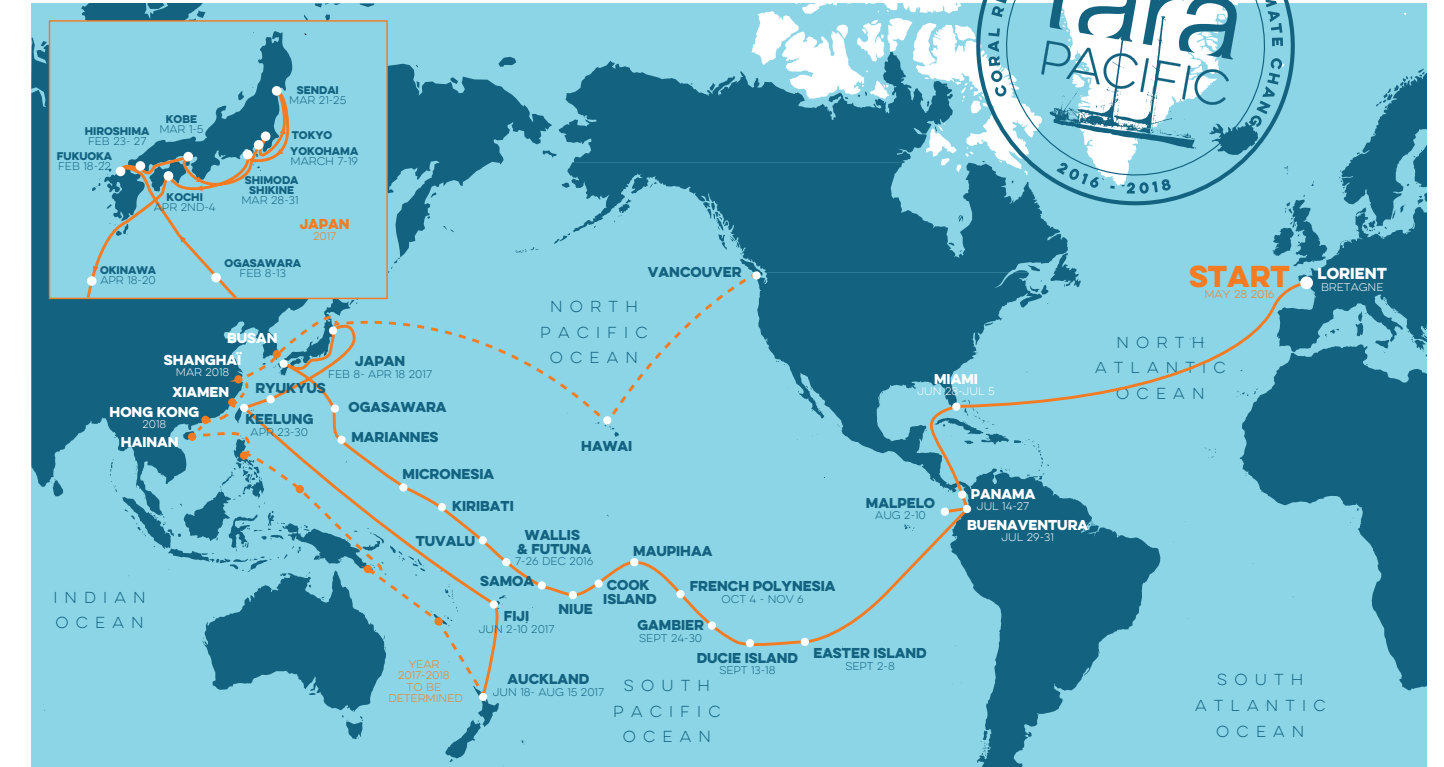 SENDAI
MAR 21-25
KOBE
MAR 1-5
HIROSHIMA
FEB 23- 27
FUKUOKA
FEB 18-22
TOKYO
YOKOHAMA
MARCH 7-19
SHIMODA
SHIKINE
MAR 28-31
KOCHI
APR 2ND-4
JAPAN
2017
OKINAWA
APR 18-20
OGASAWARA
FEB 8-13
tara
PACIFIC
2016 - 2018
VANCOUVER
START
MAY 28 2016
LORIENT
BRETAGNE
NORTH
PACIFIC
OCEAN
NORTH
ATLANTIC
OCEAN
BUSAN
SHANGHAÏ
MAR 2018
XIAMEN
HONG KONG
2018
HAINAN
RYUKYUS
KEELUNG
APR 23-30
JAPAN
FEB 8- APR 18 2017
OGASAWARA
MARIANNES
HAWAI
MIAMI
JUN 28-JUL 5
MICRONESIA
KIRIBATI
TUVALU
WALLIS
& FUTUNA
7-26 DEC 2016
SAMOA
NIUE
COOK
ISLAND
MAUPIHAA
FRENCH POLYNESIA
OCT 4 - NOV 6
GAMBIER
SEPT 24-30
DUCIE ISLAND
SEPT 13-18
EASTER ISLAND
SEPT 2-8
MALPELO
AUG 2-10
PANAMA
JUL 14-27
BUENAVENTURA
JUL 29-31
INDIAN
OCEAN
FIJI
JUN 2-10 2017
YEAR
2017-2018
TO BE
DETERMINED
AUCKLAND
JUN 18- AUG 15 2017
SOUTH
PACIFIC
OCEAN
SOUTH
ATLANTIC
OCEAN